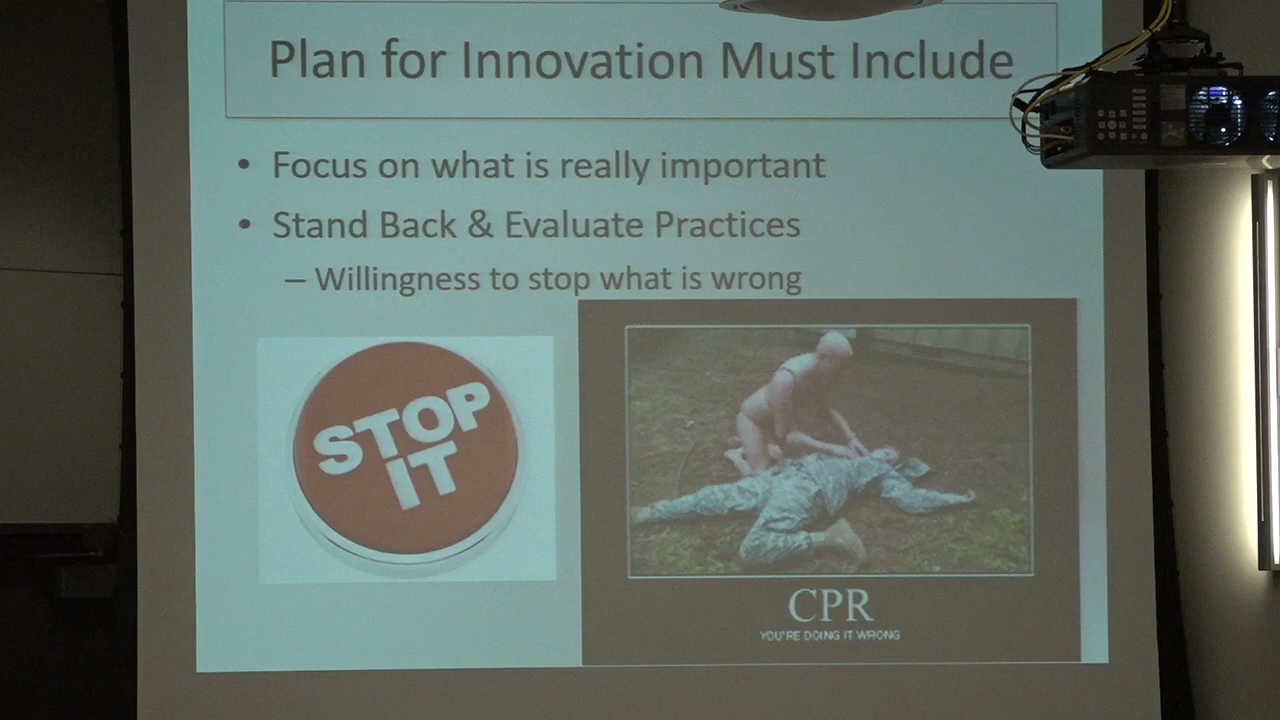 Plan for Innovation Must Include
• Focus on what is really important
• Stand Back & Evaluate Practices
– Willingness to stop what is wrong
STOP
IT
CPR
YOU'RE DOING IT WRONG